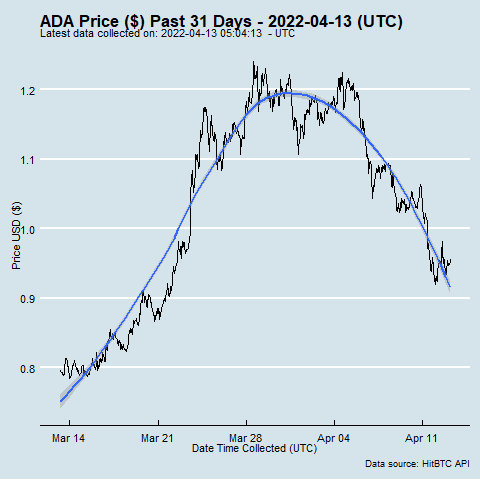 ADA Price ($) Past 31 Days - 2022-04-13 (UTC)
Latest data collected on: 2022-04-13 05:04:13 - UTC
Price USD ($)
1.2
1.1
1.0
0.9
0.8
Mar 14 Mar 21 Mar 28 Apr 04 Apr 11
Date Time Collected (UTC)
Data source: HitBTC API